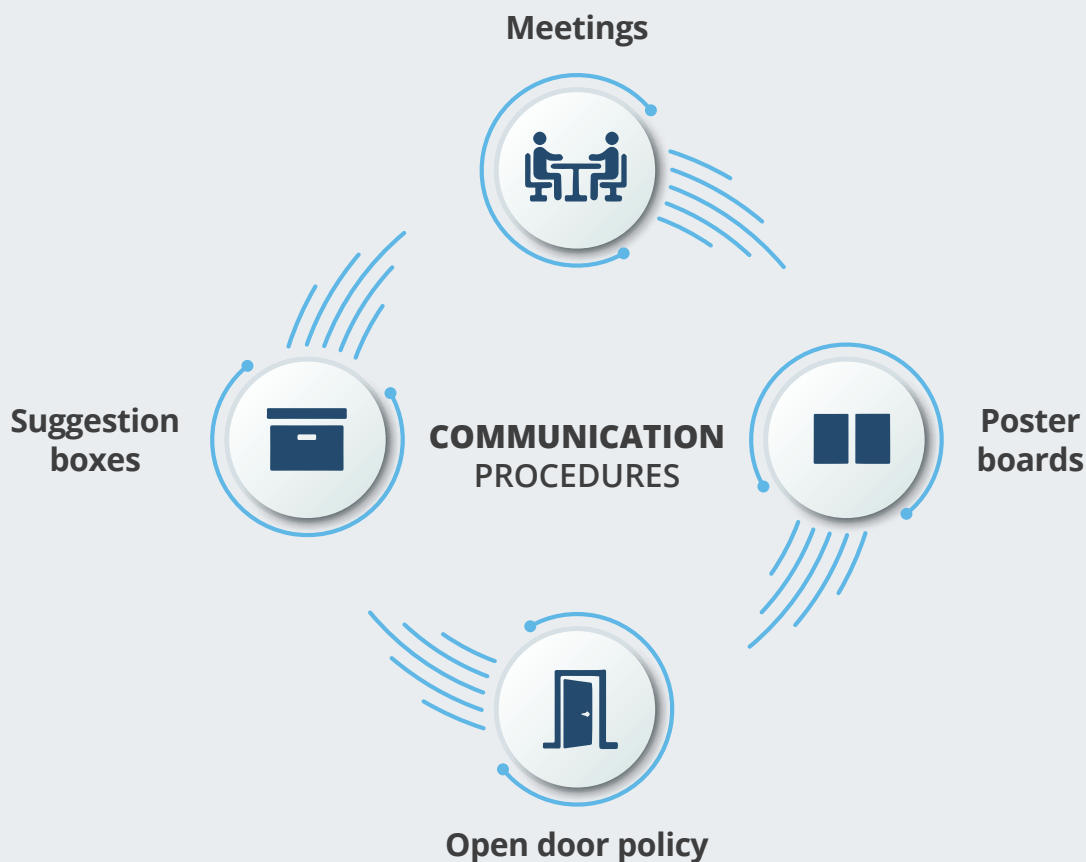 Meetings
Suggestion
boxes
COMMUNICATION
PROCEDURES
Poster
boards
Open door policy